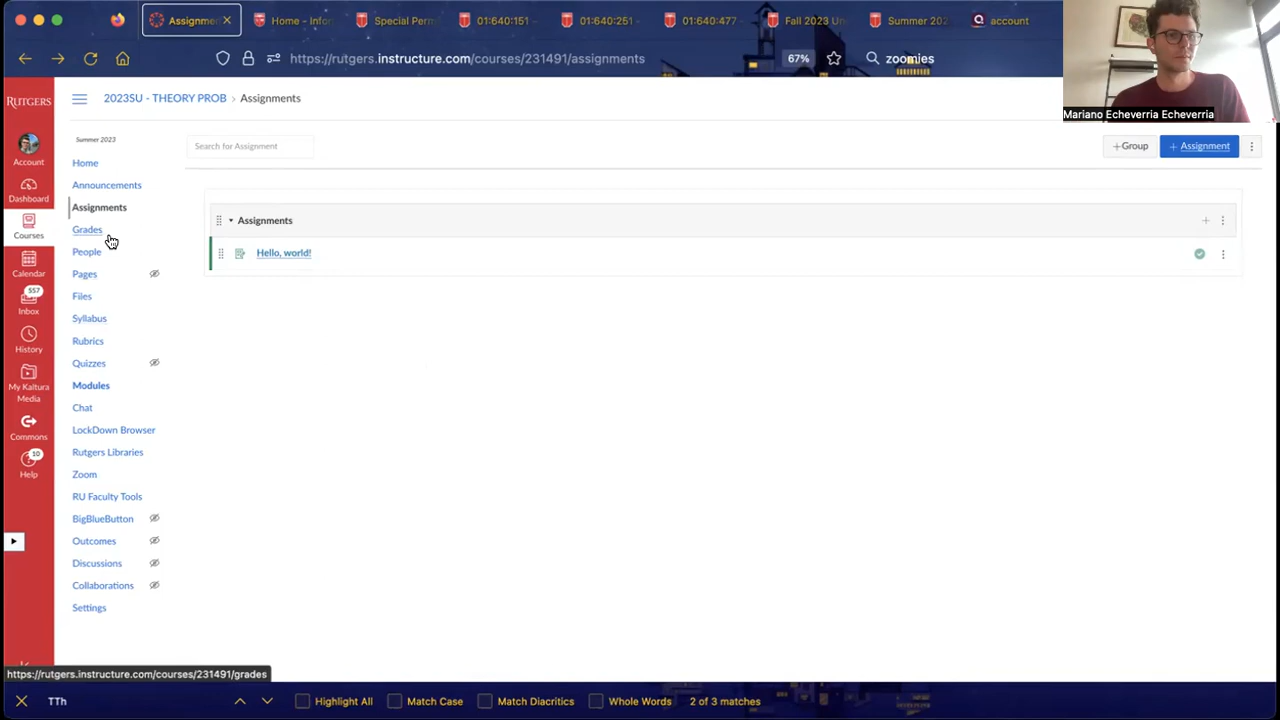 Assignme
Home - Info
Special Perm
01:640:151
01:640:251
01:640:477
Fall 2023 Un
Summer 202
account
https://rutgers.instructure.com/courses/231491/assignments
67%
zoomies
Mariano Echeverria Echeverria
RUTGERS
2023SU - THEORY PROB > Assignments
Summer 2023
Search for Assignment
+Group
+ Assignment
Account
Dashboard
Courses
Calendar
557
Inbox
History
My Kaltura
Media
Commons
10
Help
Home
Announcements
Assignments
Grades
People
Pages
Files
Syllabus
Rubrics
Quizzes
Modules
Chat
LockDown Browser
Rutgers Libraries
Zoom
RU Faculty Tools
BigBlueButton
Outcomes
Discussions
Collaborations
Settings
Assignments
Hello, world!
https://rutgers.instructure.com/courses/231491/grades
TTh
Highlight All
Match Case
Match Diacritics
Whole Words
2 of 3 matches